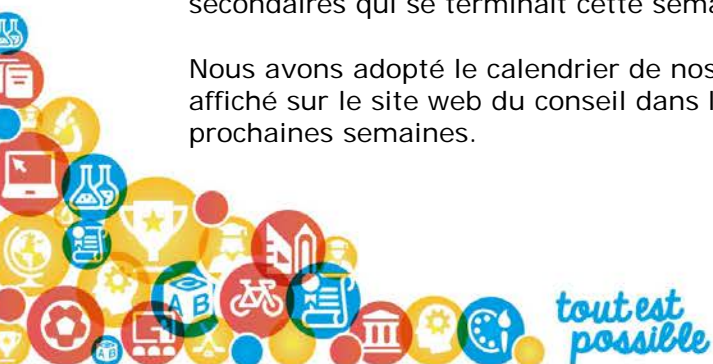 secondaires qui se terminait cette sema
Nous avons adopté le calendrier de nos
affiché sur le site web du conseil dans l
prochaines semaines.
A B
A B
tout est
possible